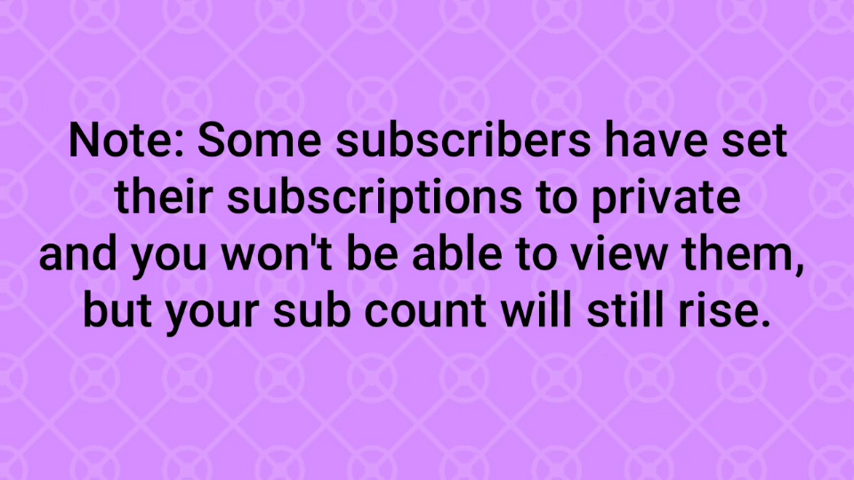 Note: Some subscribers have set
their subscriptions to private
and you won't be able to view them,
but your sub count will still rise.